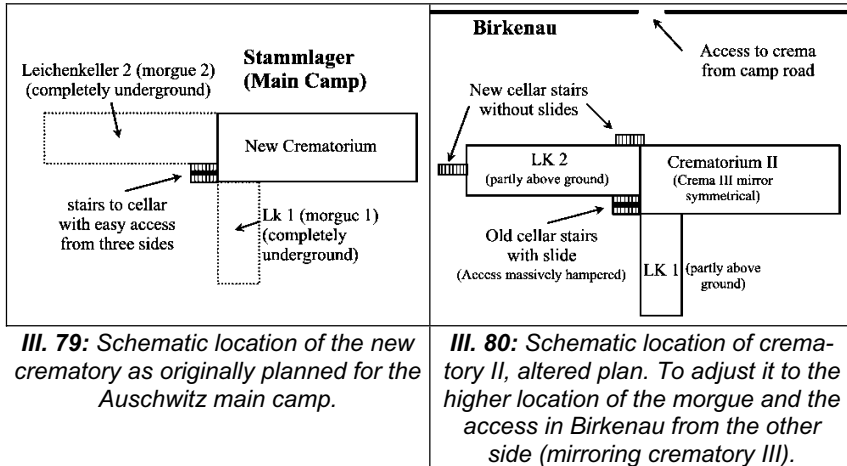 Stammlager
(Main Camp)
Leichenkeller 2 (morgue 2)
(completely underground)
New Crematorium
stairs to cellar
with easy access
from three sides
Lk 1 (morguc 1)
(completely
underground)
Ill. 79: Schematic location of the new
crematory as originally planned for the
Auschwitz main camp.
Birkenau
Access to crema
from camp road
New cellar stairs
without slides
LK 2
(partly above ground)
Crematorium II
(Crema III mirror
symmetrical)
Old cellar stairs
with slide
(Access massively hampered)
LK 1
(partly above
ground)
Ill. 80: Schematic location of crema-
tory II, altered plan. To adjust it to the
higher location of the morgue and the
access in Birkenau from the other
side (mirroring crematory III).